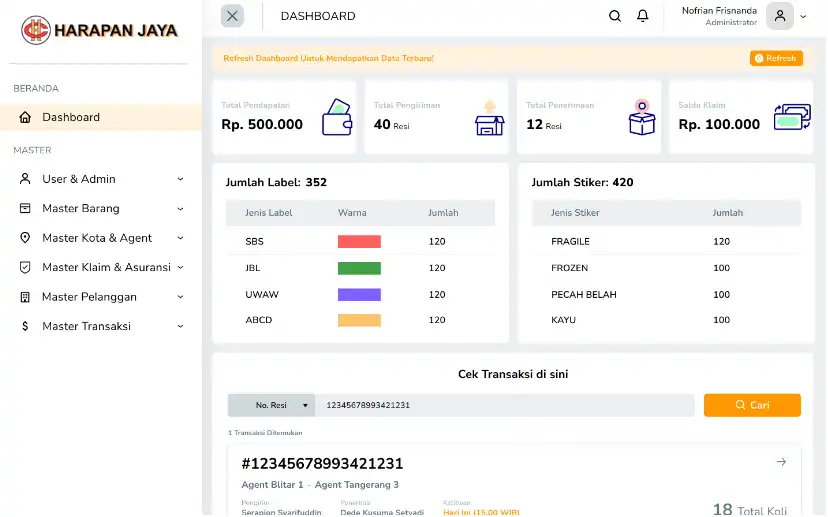 HARAPAN JAYA
DASHBOARD
Nofrian Frisnanda
Administrator
BERANDA
Dashboard
MASTER
User & Admin
Master Barang
Master Kota & Agent
Master Klaim & Asuransi
Master Pelanggan
Master Transaksi
Refresh Dashboard Untuk Mendapatkan Data Terbaru!
Refresh
Total Pendapatan
Rp. 500.000
Total Pengiriman
40 Resi
Total Penerimaan
12 Resi
Saldo Klaim
Rp. 100.000
Jumlah Label: 352
Jenis Label Warna Jumlah
SBS 120
JBL 120
UWAW 120
ABCD 120
Jumlah Stiker: 420
Jenis Stiker Jumlah
FRAGILE 120
FROZEN 100
PECAH BELAH 100
KAYU 100
Cek Transaksi di sini
No. Resi 12345678993421231 Cari
1 Transaksi Ditemukan
#12345678993421231
Agent Blitar 1 - Agent Tangerang 3
Pengirim Penerima Ketibaan
Serapion Syarifuddin Dede Kusuma Setyadi Hari Ini (15.00 WIB)
18 Total Koli